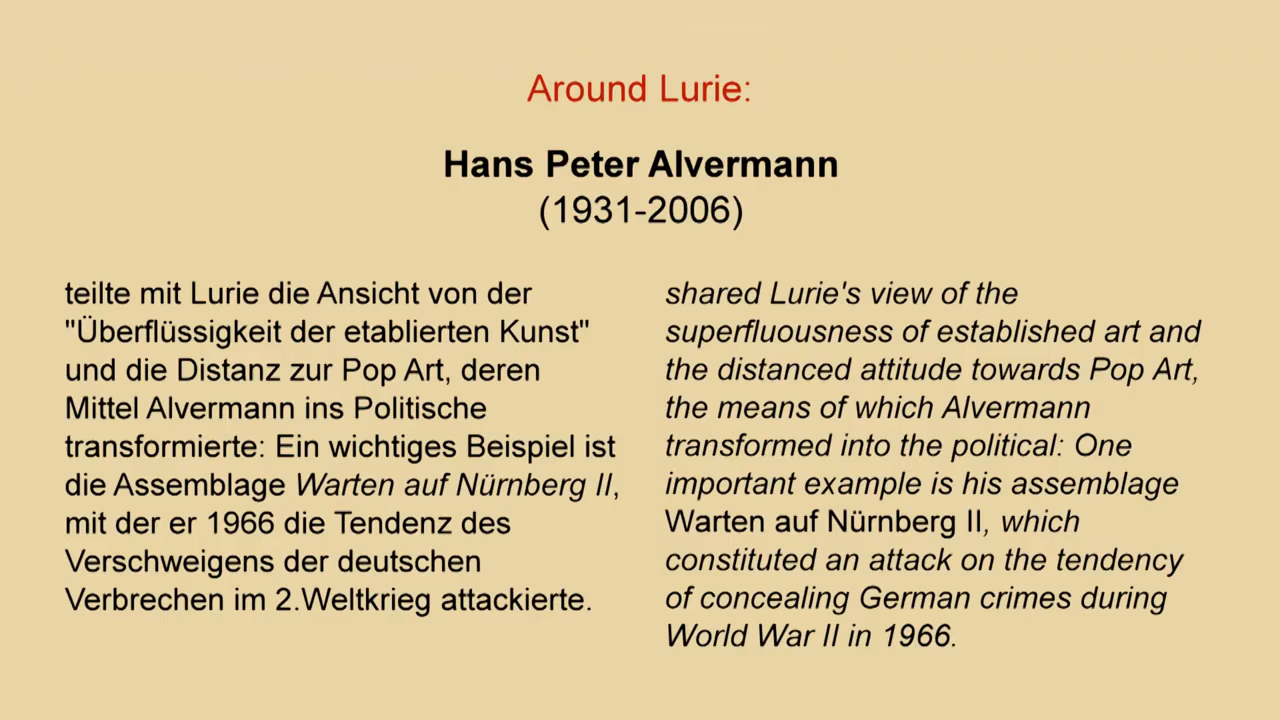 Around Lurie:
Hans Peter Alvermann
(1931-2006)
teilte mit Lurie die Ansicht von der
"Überflüssigkeit der etablierten Kunst"
und die Distanz zur Pop Art, deren
Mittel Alvermann ins Politische
transformierte: Ein wichtiges Beispiel ist
die Assemblage Warten auf Nürnberg II,
mit der er 1966 die Tendenz des
Verschweigens der deutschen
Verbrechen im 2.Weltkrieg attackierte.
shared Lurie's view of the
superfluousness of established art and
the distanced attitude towards Pop Art,
the means of which Alvermann
transformed into the political: One
important example is his assemblage
Warten auf Nürnberg II, which
constituted an attack on the tendency
of concealing German crimes during
World War II in 1966.